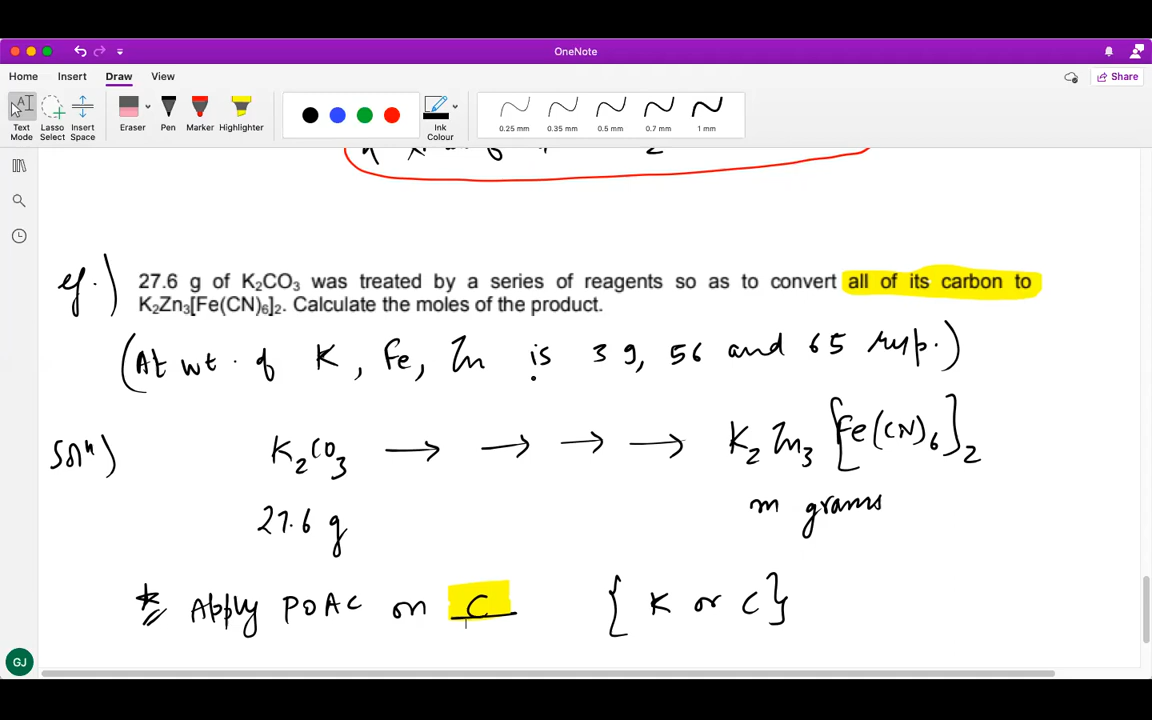 OneNote
Home Insert Draw View
Share
Text Mode
Lasso Select
Insert Space
Eraser
Pen
Marker
Highlighter
Ink Colour
0.25 mm
0.35 mm
0.5 mm
0.7 mm
1 mm
eg.) 27.6 g of K2CO3 was treated by a series of reagents so as to convert all of its carbon to
K2Zn3[Fe(CN)6]2. Calculate the moles of the product.
(At wt. of K, Fe, Zn is 39, 56 and 65 resp.)
Solⁿ) K2CO3 → → → → K2 Zn3 [Fe(CN)6]2
27.6 g m grams
* Apply POAC on C { K or C }
GJ